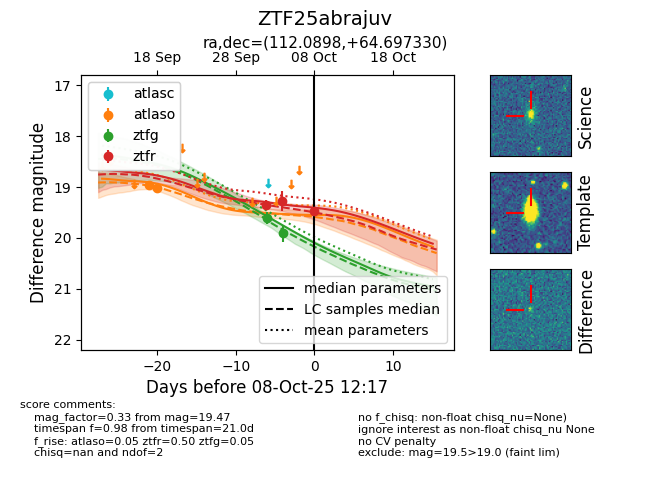 ZTF25abrajuv
ra,dec=(112.0898,+64.697330)
18 Sep 28 Sep 08 Oct 18 Oct
17
18
19
20
21
22
Difference magnitude
atlasc
atlaso
ztfg
ztfr
median parameters
LC samples median
mean parameters
−20 −10 0 10
Days before 08-Oct-25 12:17
Science
Template
Difference
score comments:
mag_factor=0.33 from mag=19.47
timespan f=0.98 from timespan=21.0d
f_rise: atlaso=0.05 ztfr=0.50 ztfg=0.05
chisq=nan and ndof=2
no f_chisq: non-float chisq_nu=None)
ignore interest as non-float chisq_nu None
no CV penalty
exclude: mag=19.5>19.0 (faint lim)